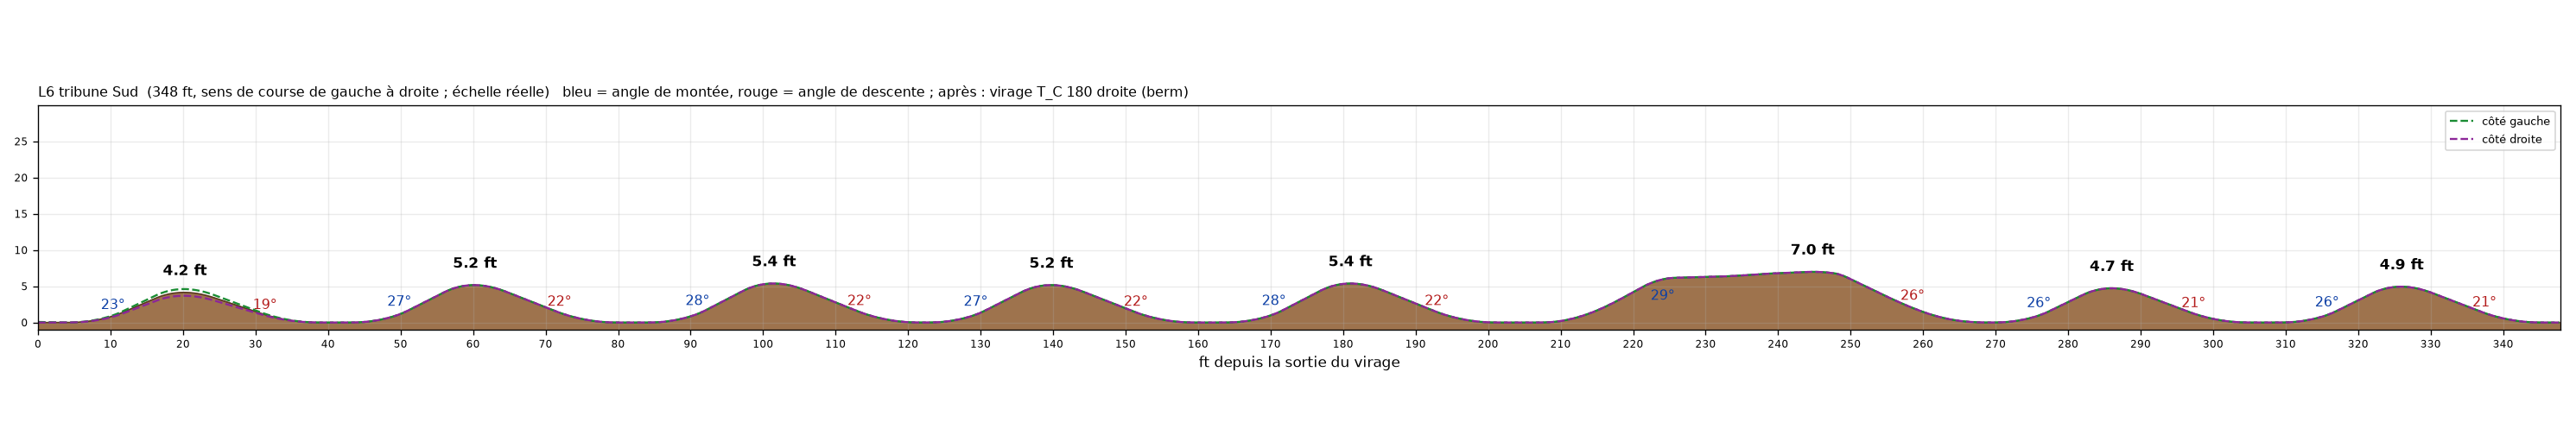 L6 tribune Sud  (348 ft, sens de course de gauche à droite ; échelle réelle)   bleu = angle de montée, rouge = angle de descente ; après : virage T_C 180 droite (berm)
côté gauche
côté droite
25
20
15
10
5
0
4.2 ft
5.2 ft
5.4 ft
5.2 ft
5.4 ft
7.0 ft
4.7 ft
4.9 ft
23° 19° 27° 22° 28° 22° 27° 22° 28° 22° 29° 26° 26° 21° 26° 21°
0 10 20 30 40 50 60 70 80 90 100 110 120 130 140 150 160 170 180 190 200 210 220 230 240 250 260 270 280 290 300 310 320 330 340
ft depuis la sortie du virage